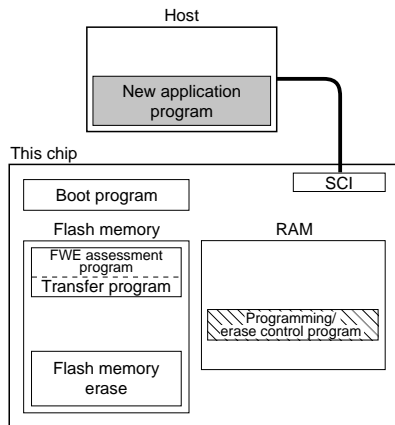 Host
New application
program
This chip
SCI
Boot program
Flash memory
RAM
FWE assessment
program
Transfer program
Programming/
erase control program
Flash memory
erase